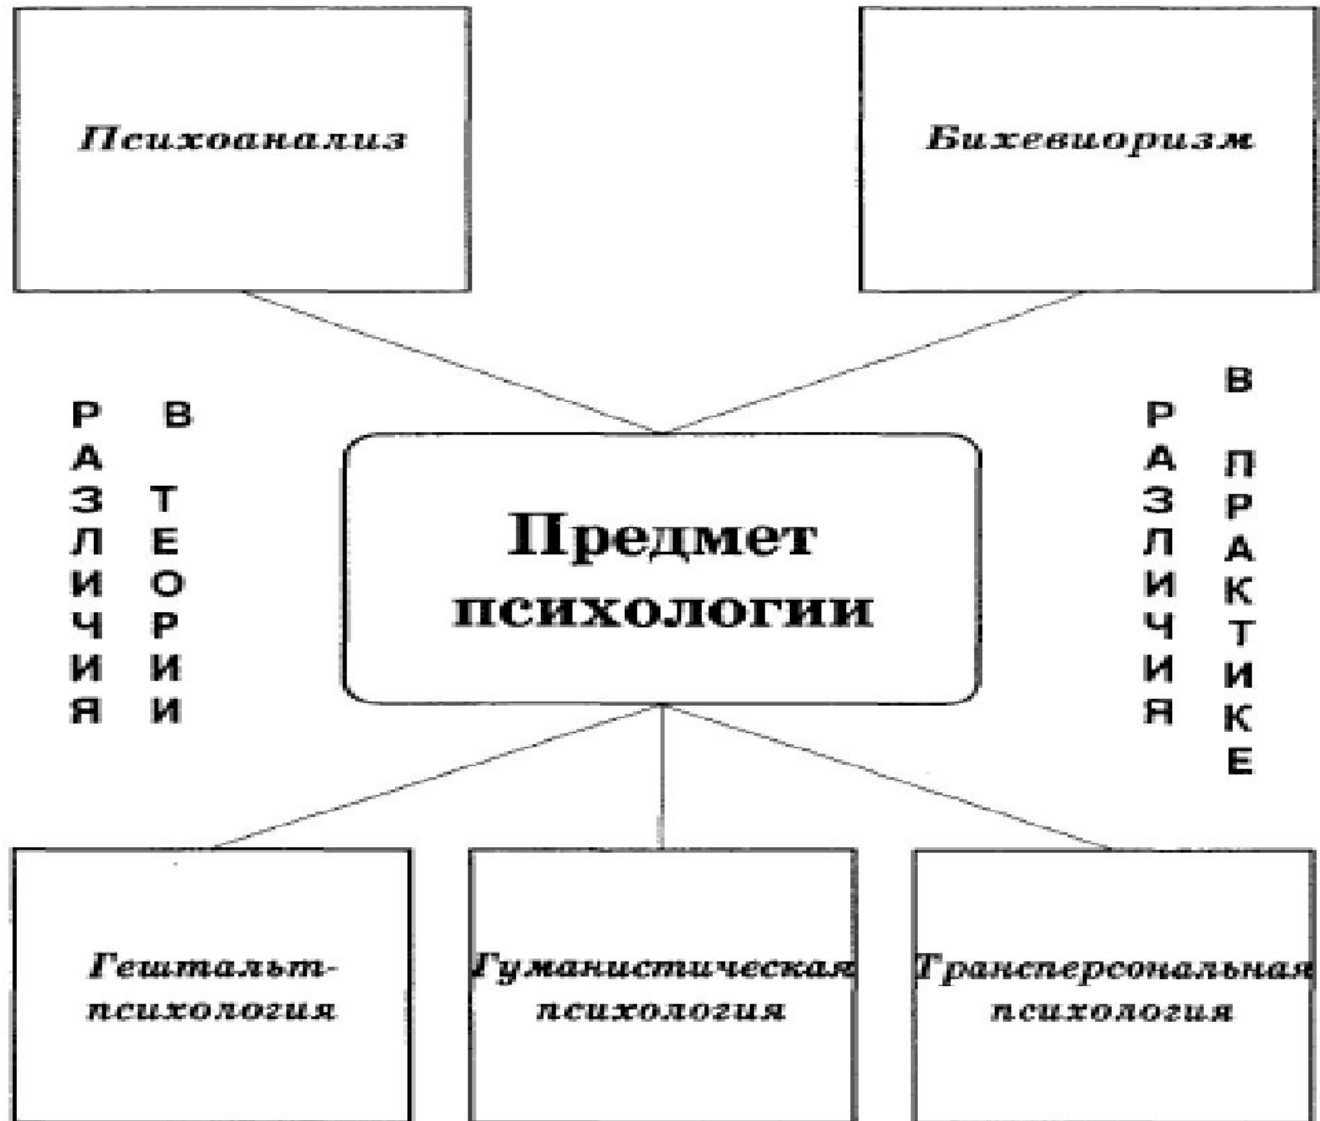 Психоанализ
Бихевиоризм
РАЗЛИЧИЯ
В ТЕОРИИ
Предмет
психологии
РАЗЛИЧИЯ
В ПРАКТИКЕ
Гештальт-
психология
Гуманистическая
психология
Трансперсональная
психология